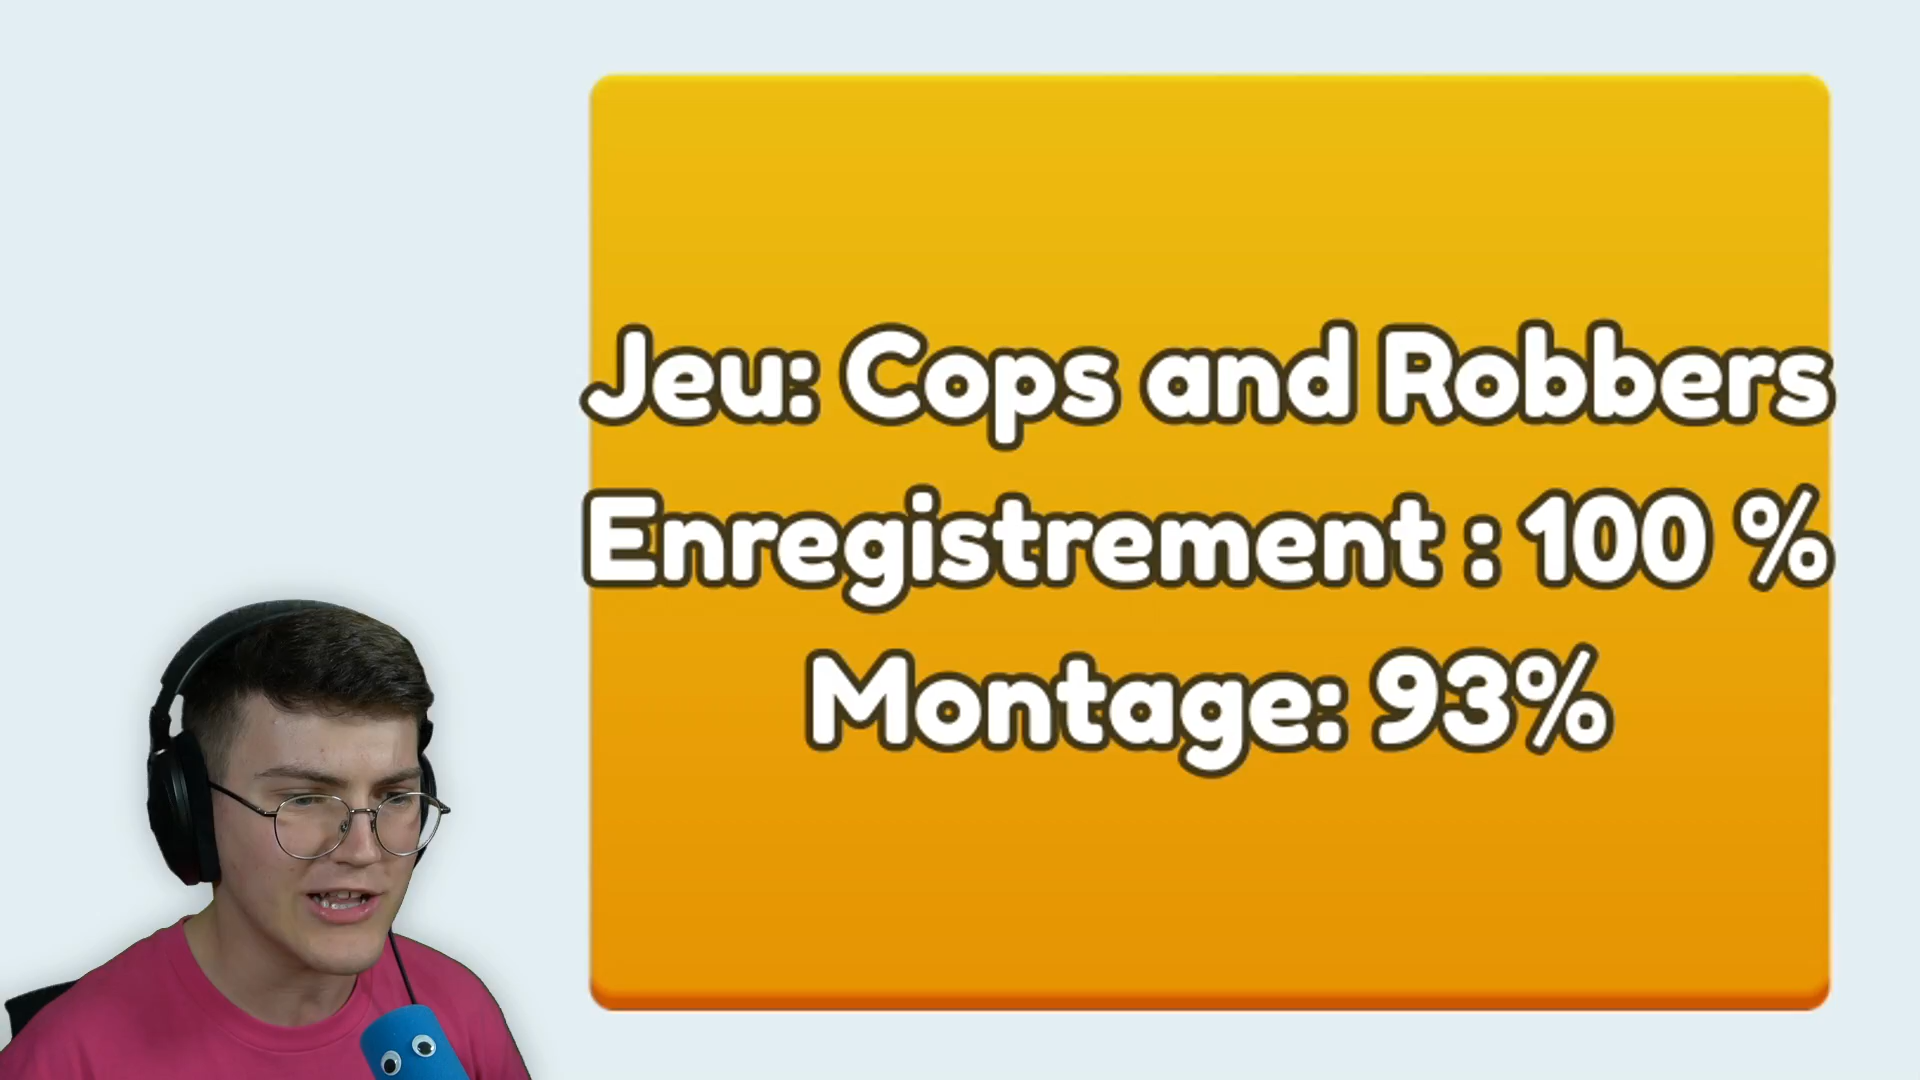 Jeu: Cops and Robbers
Enregistrement : 100 %
Montage: 93%